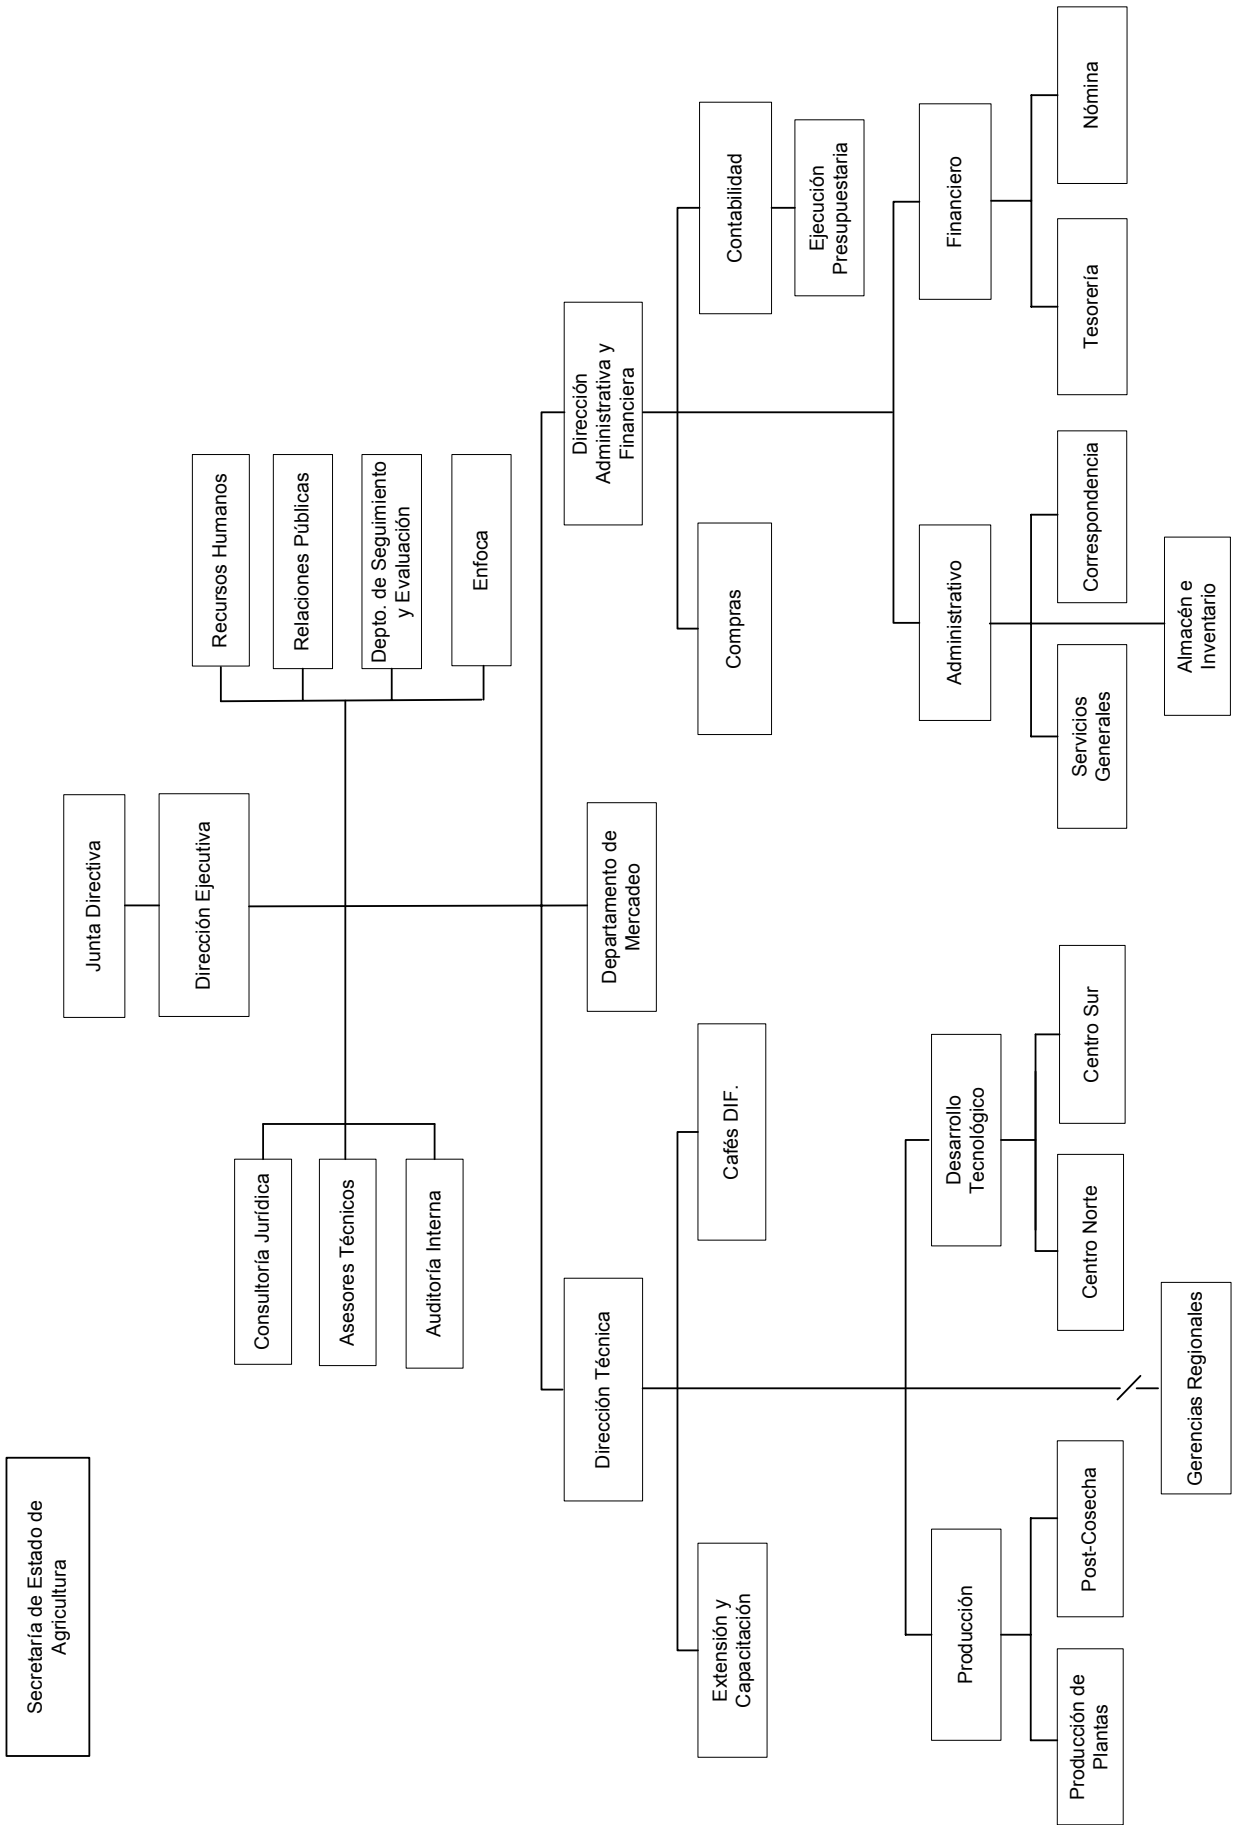 Secretaría de Estado de
Agricultura
Junta Directiva
Dirección Ejecutiva
Consultoría Jurídica
Asesores Técnicos
Auditoría Interna
Recursos Humanos
Relaciones Públicas
Depto. de Seguimiento
y Evaluación
Enfoca
Dirección Técnica
Departamento de
Mercadeo
Dirección
Administrativa y
Financiera
Extensión y
Capacitación
Cafés DIF.
Compras
Contabilidad
Ejecución
Presupuestaria
Producción
Desarrollo
Tecnológico
Administrativo
Financiero
Producción de
Plantas
Post-Cosecha
Centro Norte
Centro Sur
Servicios
Generales
Correspondencia
Tesorería
Nómina
Gerencias Regionales
Almacén e
Inventario